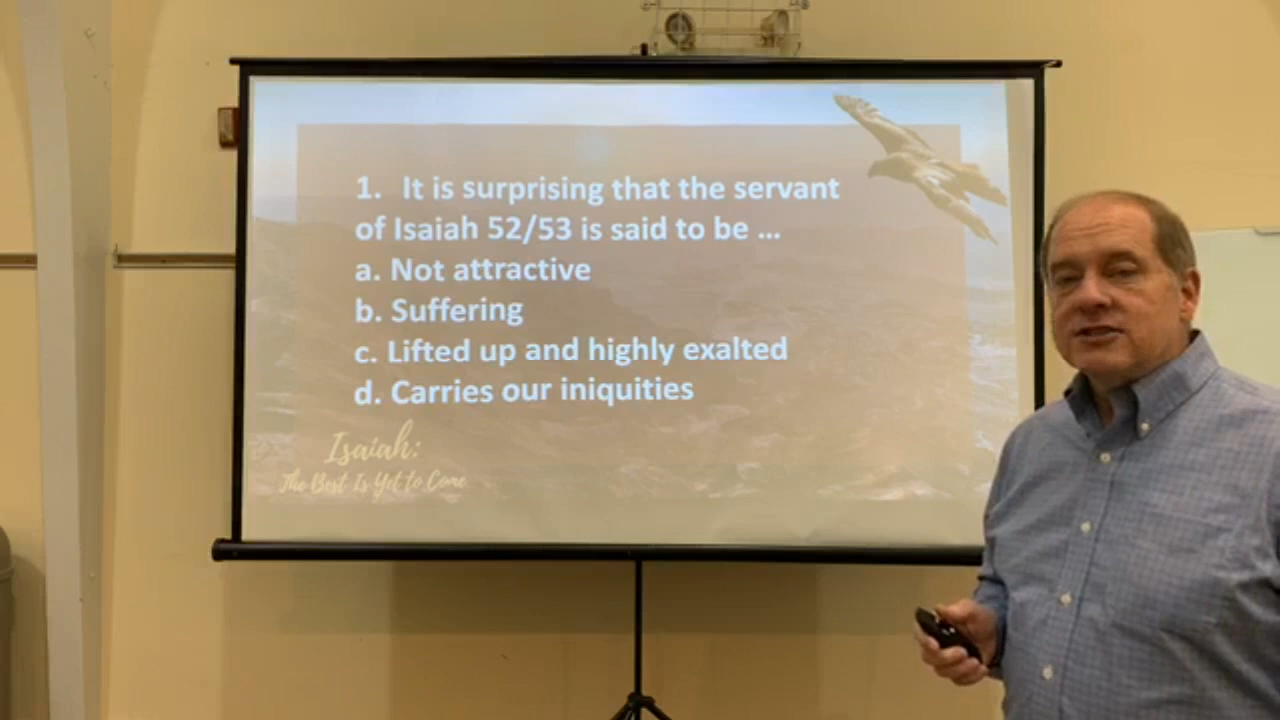 1. It is surprising that the servant
of Isaiah 52/53 is said to be ...
a. Not attractive
b. Suffering
c. Lifted up and highly exalted
d. Carries our iniquities
Isaiah:
The Best Is Yet to Come